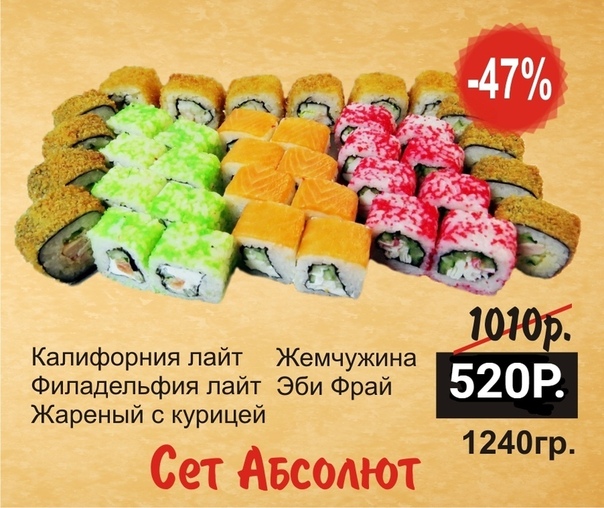 -47%
1010р.
Калифорния лайт Жемчужина
Филадельфия лайт Эби Фрай
Жареный с курицей
520Р.
1240гр.
Сет Абсолют